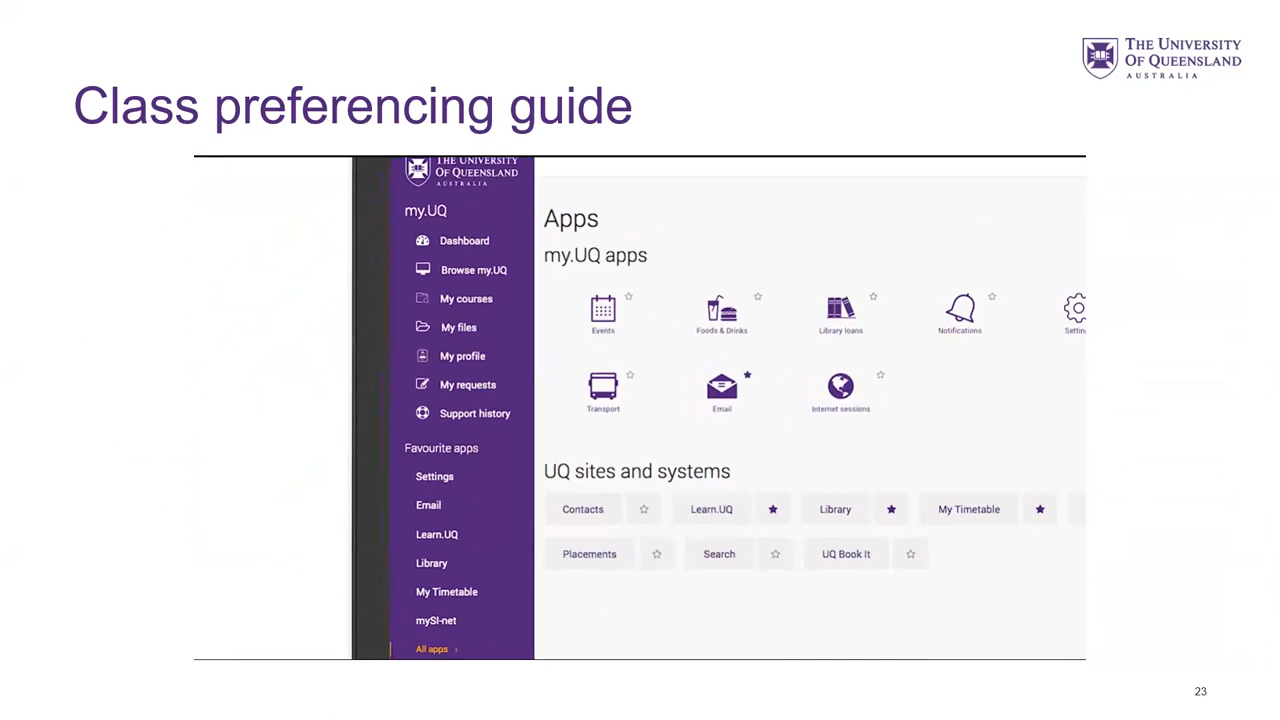 THE UNIVERSITY
OF QUEENSLAND
AUSTRALIA
Class preferencing guide
THE UNIVERSITY
OF QUEENSLAND
AUSTRALIA
my.UQ
Dashboard
Browse my.UQ
My courses
My files
My profile
My requests
Support history
Favourite apps
Settings
Email
Learn.UQ
Library
My Timetable
mySI-net
All apps ›
Apps
my.UQ apps
Events Foods & Drinks Library loans Notifications
Transport Email Internet sessions
UQ sites and systems
Contacts Learn.UQ Library My Timetable
Placements Search UQ Book It
23